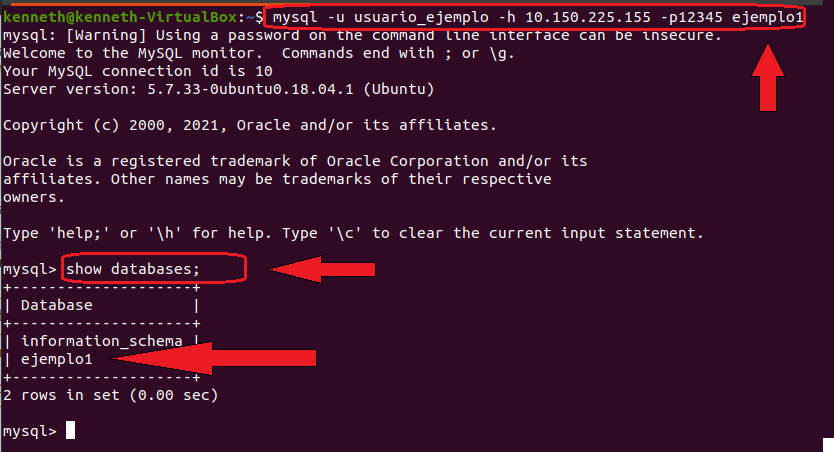 kenneth@kenneth-VirtualBox:~$ mysql -u usuario_ejemplo -h 10.150.225.155 -p12345 ejemplo1
mysql: [Warning] Using a password on the command line interface can be insecure.
Welcome to the MySQL monitor.  Commands end with ; or \g.
Your MySQL connection id is 10
Server version: 5.7.33-0ubuntu0.18.04.1 (Ubuntu)
Copyright (c) 2000, 2021, Oracle and/or its affiliates.
Oracle is a registered trademark of Oracle Corporation and/or its
affiliates. Other names may be trademarks of their respective
owners.
Type 'help;' or '\h' for help. Type '\c' to clear the current input statement.
mysql> show databases;
+--------------------+
| Database           |
+--------------------+
| information_schema |
| ejemplo1
+--------------------+
2 rows in set (0.00 sec)
mysql>